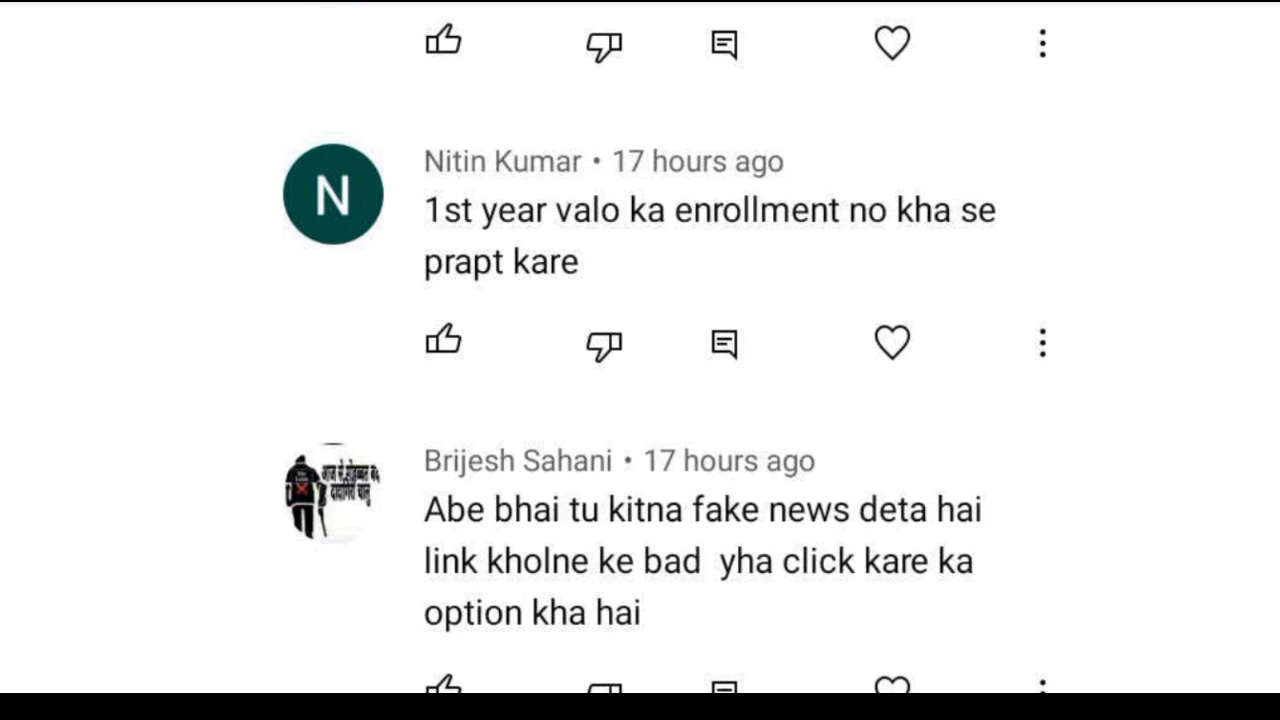 N
Nitin Kumar • 17 hours ago
1st year valo ka enrollment no kha se
prapt kare
Brijesh Sahani • 17 hours ago
Abe bhai tu kitna fake news deta hai
link kholne ke bad  yha click kare ka
option kha hai